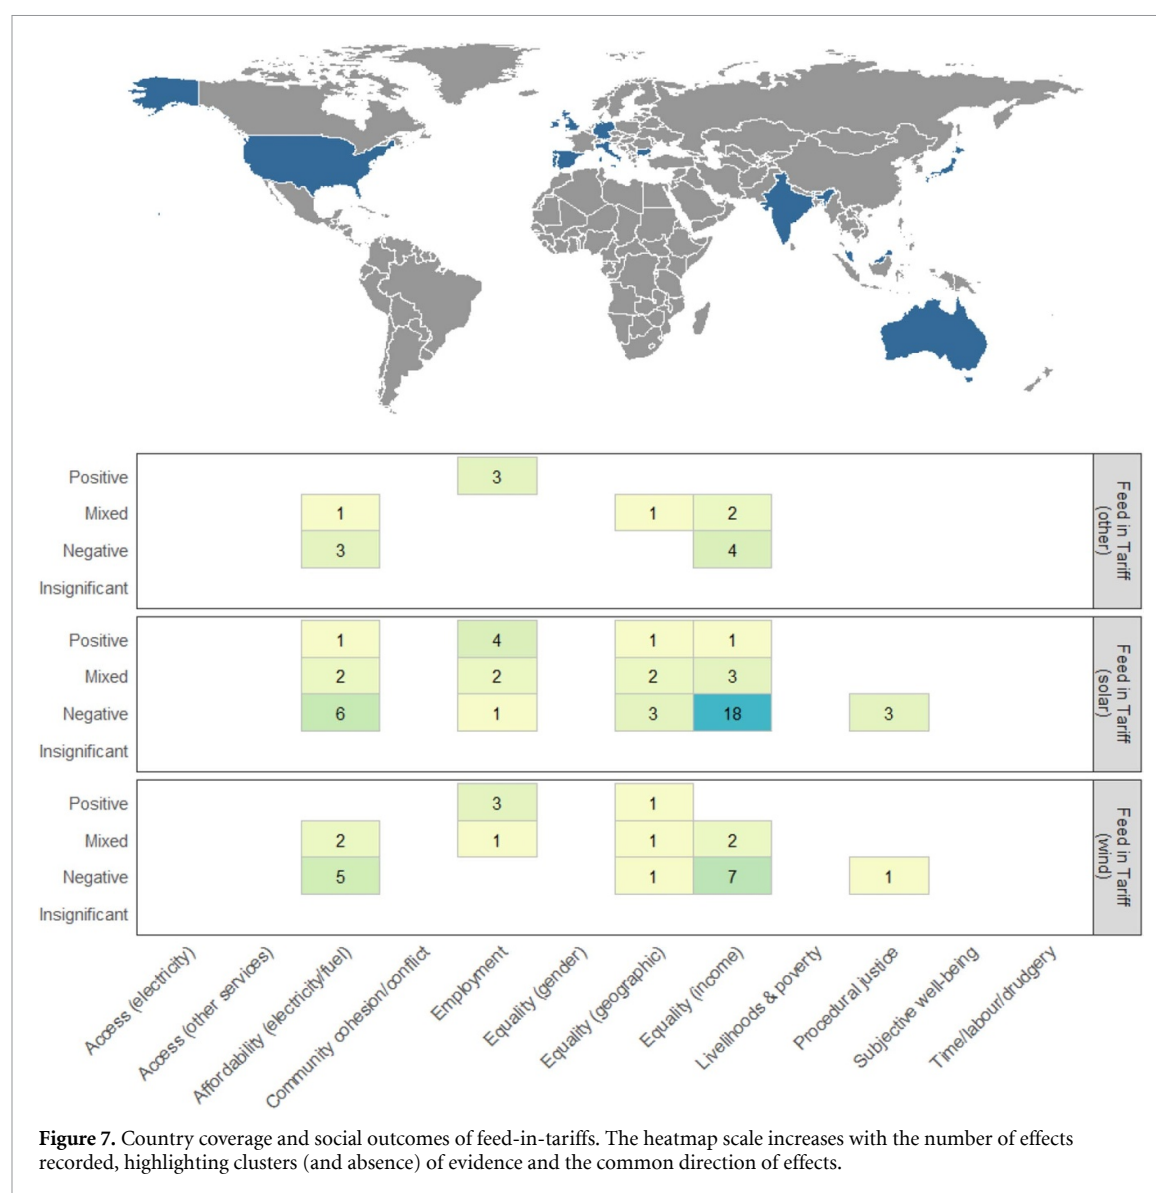 Positive 3
Mixed 1 1 2
Negative 3 4
Insignificant
Feed in Tariff
(other)
Positive 1 4 1 1
Mixed 2 2 2 3
Negative 6 1 3 18 3
Insignificant
Feed in Tariff
(solar)
Positive 3 1
Mixed 2 1 1 2
Negative 5 1 7 1
Insignificant
Feed in Tariff
(wind)
Access (electricity)
Access (other services)
Affordability (electricity/fuel)
Community cohesion/conflict
Employment
Equality (gender)
Equality (geographic)
Equality (income)
Livelihoods & poverty
Procedural justice
Subjective well-being
Time/labour/drudgery
Figure 7. Country coverage and social outcomes of feed-in-tariffs. The heatmap scale increases with the number of effects
recorded, highlighting clusters (and absence) of evidence and the common direction of effects.